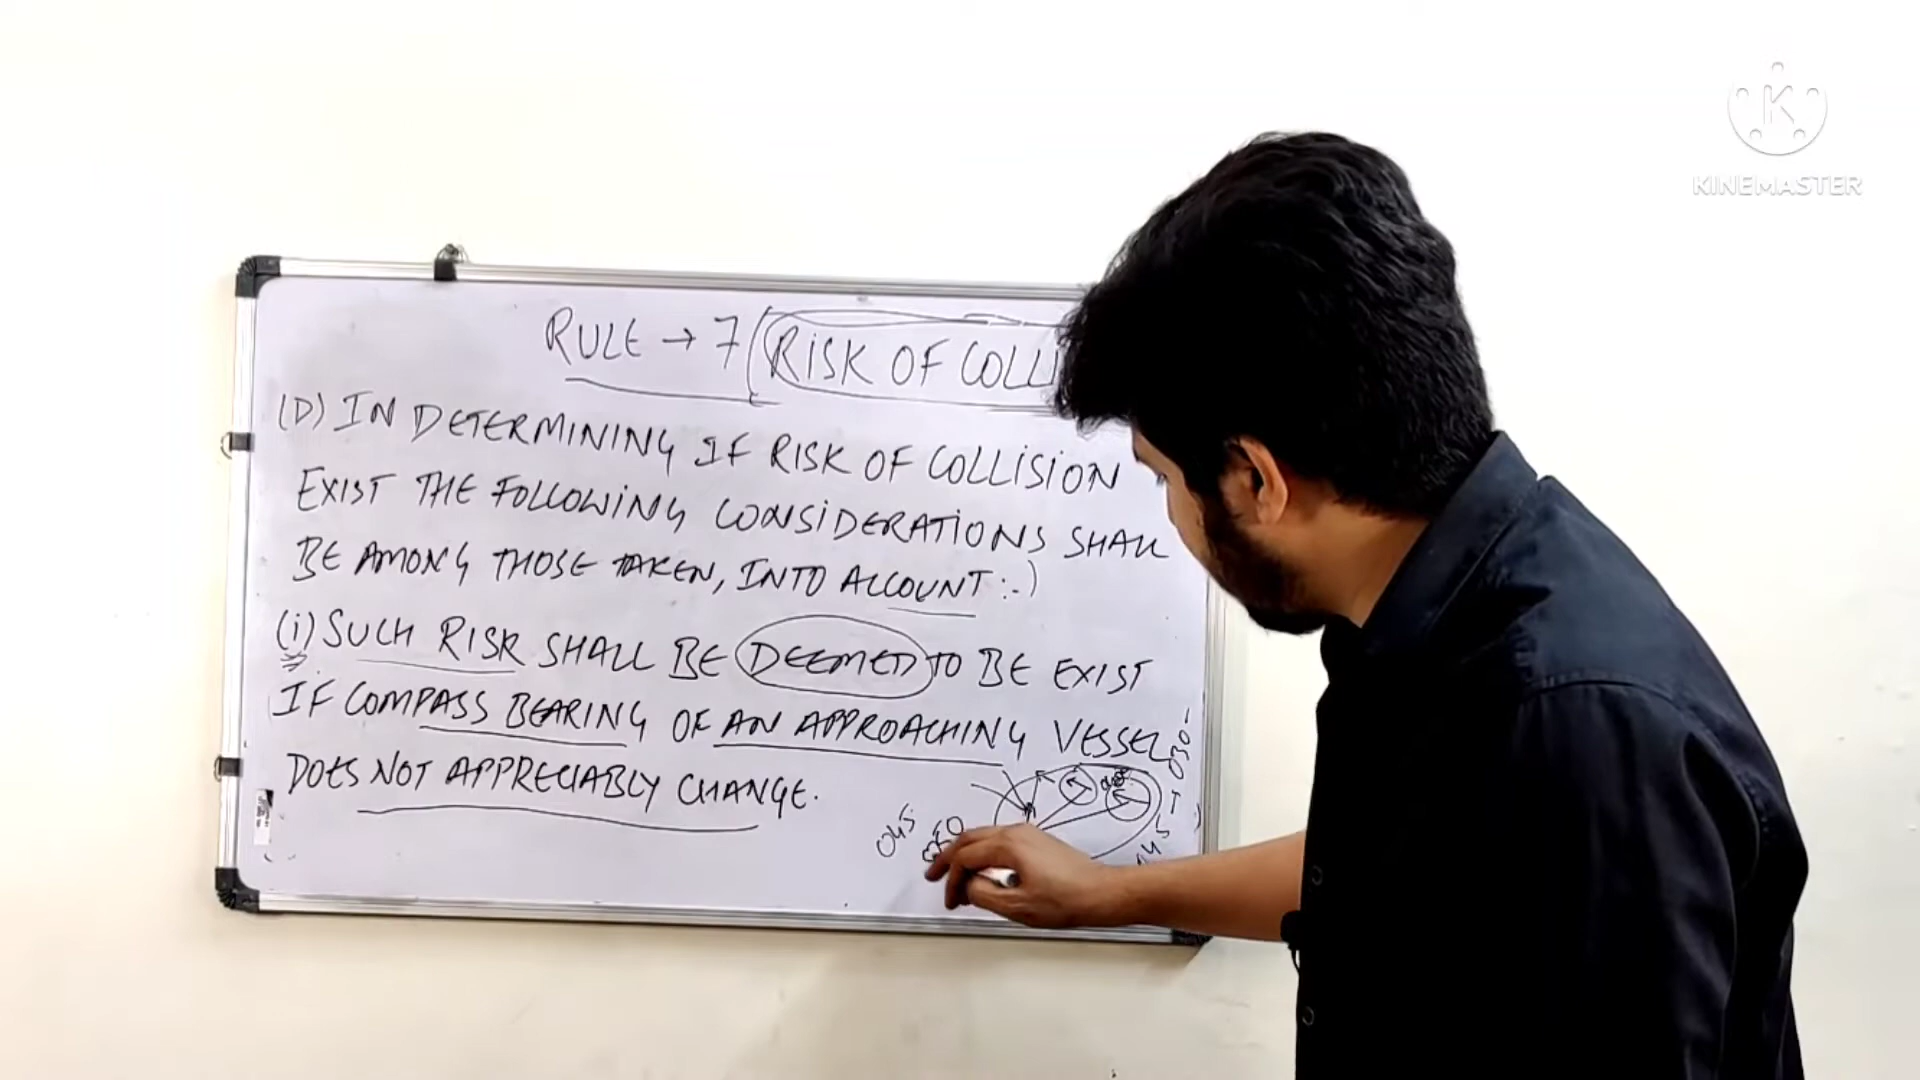 KINEMASTER
RULE → 7 (RISK OF COLLI
(D) IN DETERMINING IF RISK OF COLLISION
EXIST THE FOLLOWING CONSIDERATIONS SHALL
BE AMONG THOSE TAKEN, INTO ACCOUNT :-)
(i) SUCH RISK SHALL BE DEEMED TO BE EXIST
IF COMPASS BEARING OF AN APPROACHING VESSEL
DOES NOT APPRECIABLY CHANGE.
045
030